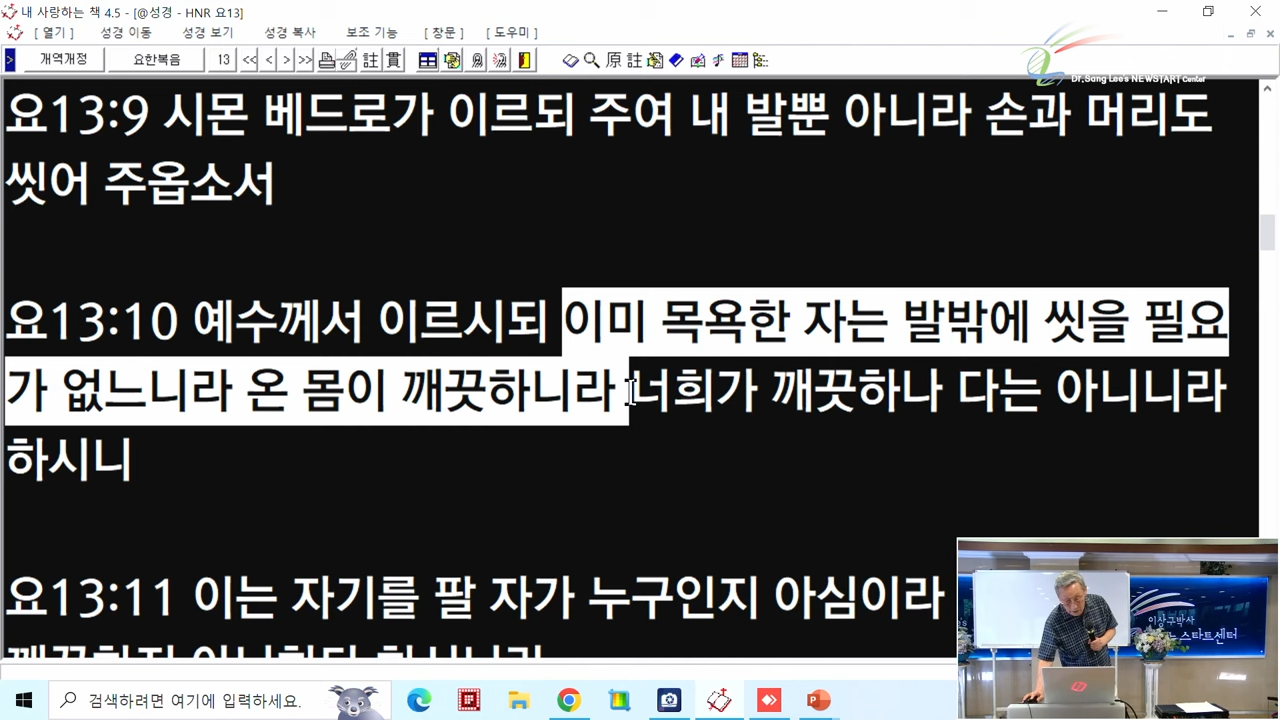 내 사랑하는 책 4.5 - [@성경 - HNR 요13]
[ 열기 ] 성경 이동 성경 보기 성경 복사 보조 기능 [ 창문 ] [ 도우미 ]
> 개역개정 요한복음 13 << < > >> 註 貫 原 註
Dr.Sang Lee's NEWSTART Center
요13:9 시몬 베드로가 이르되 주여 내 발뿐 아니라 손과 머리도
씻어 주옵소서
요13:10 예수께서 이르시되 이미 목욕한 자는 발밖에 씻을 필요
가 없느니라 온 몸이 깨끗하니라 너희가 깨끗하나 다는 아니니라
하시니
요13:11 이는 자기를 팔 자가 누구인지 아심이라
이상구박사
스타트센터
검색하려면 여기에 입력하세요.